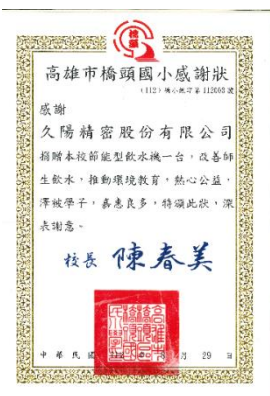 高雄市橋頭國小感謝狀
感謝
久陽精密股份有限公司
捐贈本校節能型飲水機一台，改善師
生飲水，推動環境教育，熱心公益，
澤被學子，嘉惠良多，特頒此狀，深
表謝意。
校長 陳春美
中華民國 月 29 日